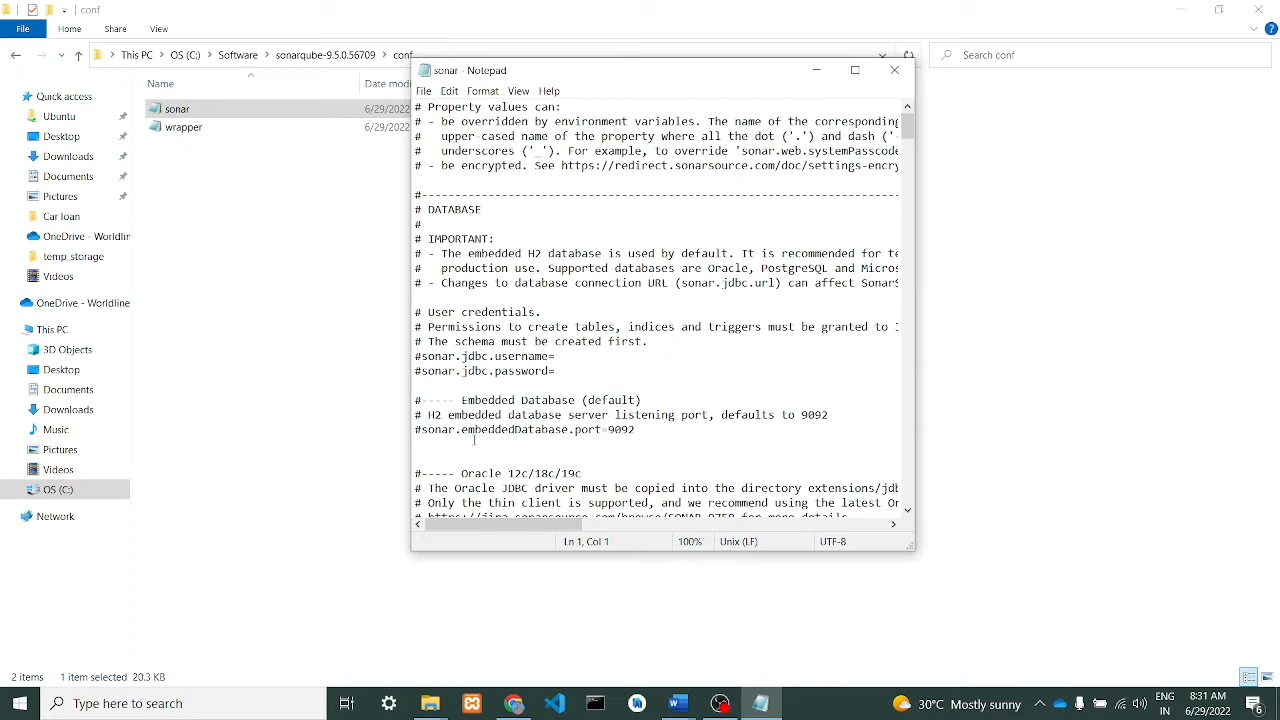 conf
File
Home
Share
View
This PC
OS (C:)
Software
sonarqube-9.5.0.56709
conf
Search conf
Name
Date modi
sonar
6/29/2022
wrapper
6/29/2022
Quick access
Ubuntu
Desktop
Downloads
Documents
Pictures
Car loan
OneDrive - Worldlin
temp_storage
Videos
OneDrive - Worldline
This PC
3D Objects
Desktop
Documents
Downloads
Music
Pictures
Videos
OS (C:)
Network
sonar - Notepad
File Edit Format View Help
# Property values can:
# - be overridden by environment variables. The name of the corresponding
#   upper-cased name of the property where all the dot ('.') and dash ('
#   underscores ('_'). For example, to override 'sonar.web.systemPasscod
# - be encrypted. See https://redirect.sonarsource.com/doc/settings-encry
#--------------------------------------------------------------------------
# DATABASE
#
# IMPORTANT:
# - The embedded H2 database is used by default. It is recommended for te
#   production use. Supported databases are Oracle, PostgreSQL and Micros
# - Changes to database connection URL (sonar.jdbc.url) can affect SonarS
# User credentials.
# Permissions to create tables, indices and triggers must be granted to
# The schema must be created first.
#sonar.jdbc.username=
#sonar.jdbc.password=
#----- Embedded Database (default)
# H2 embedded database server listening port, defaults to 9092
#sonar.embeddedDatabase.port=9092
#----- Oracle 12c/18c/19c
# The Oracle JDBC driver must be copied into the directory extensions/jdb
# Only the thin client is supported, and we recommend using the latest Or
# https://jira.sonarsource.com/browse/SONAR-9758 for more details.
Ln 1, Col 1
100%
Unix (LF)
UTF-8
2 items
1 item selected 20.3 KB
Type here to search
30°C Mostly sunny
ENG
IN
8:31 AM
6/29/2022
6